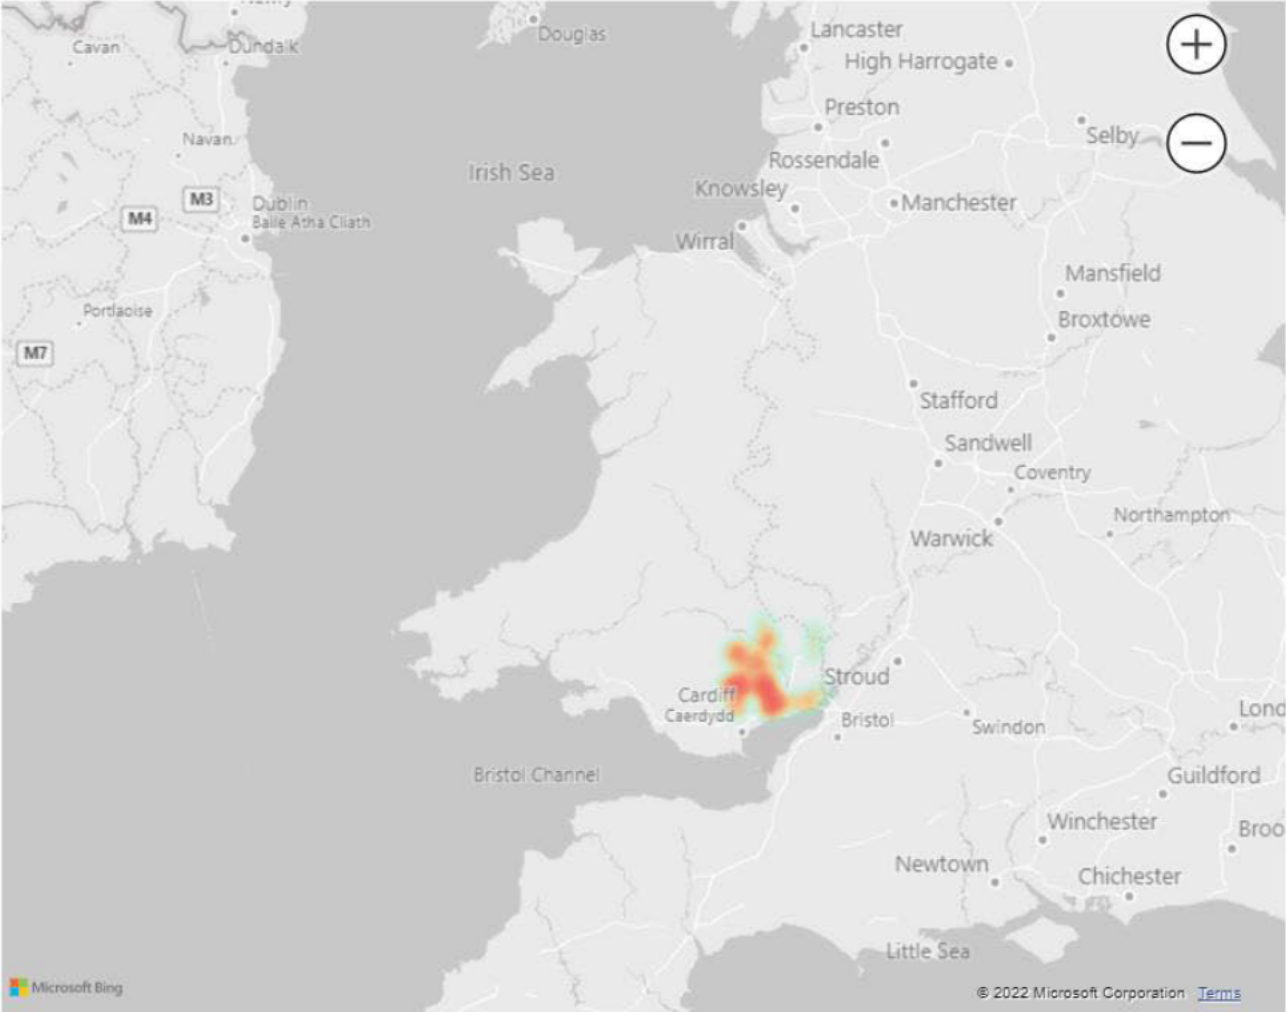 Cavan
Dundalk
Douglas
Lancaster
High Harrogate
Preston
Selby
Navan
Rossendale
Irish Sea
Knowsley
M3
Dublin
Baile Atha Cliath
M4
Manchester
Wirral
Mansfield
Portlaoise
Broxtowe
M7
Stafford
Sandwell
Coventry
Northampton
Warwick
Stroud
Cardiff
Caerdydd
Bristol
Swindon
Lond
Bristol Channel
Guildford
Winchester
Broo
Newtown
Chichester
Little Sea
Microsoft Bing
© 2022 Microsoft Corporation Terms